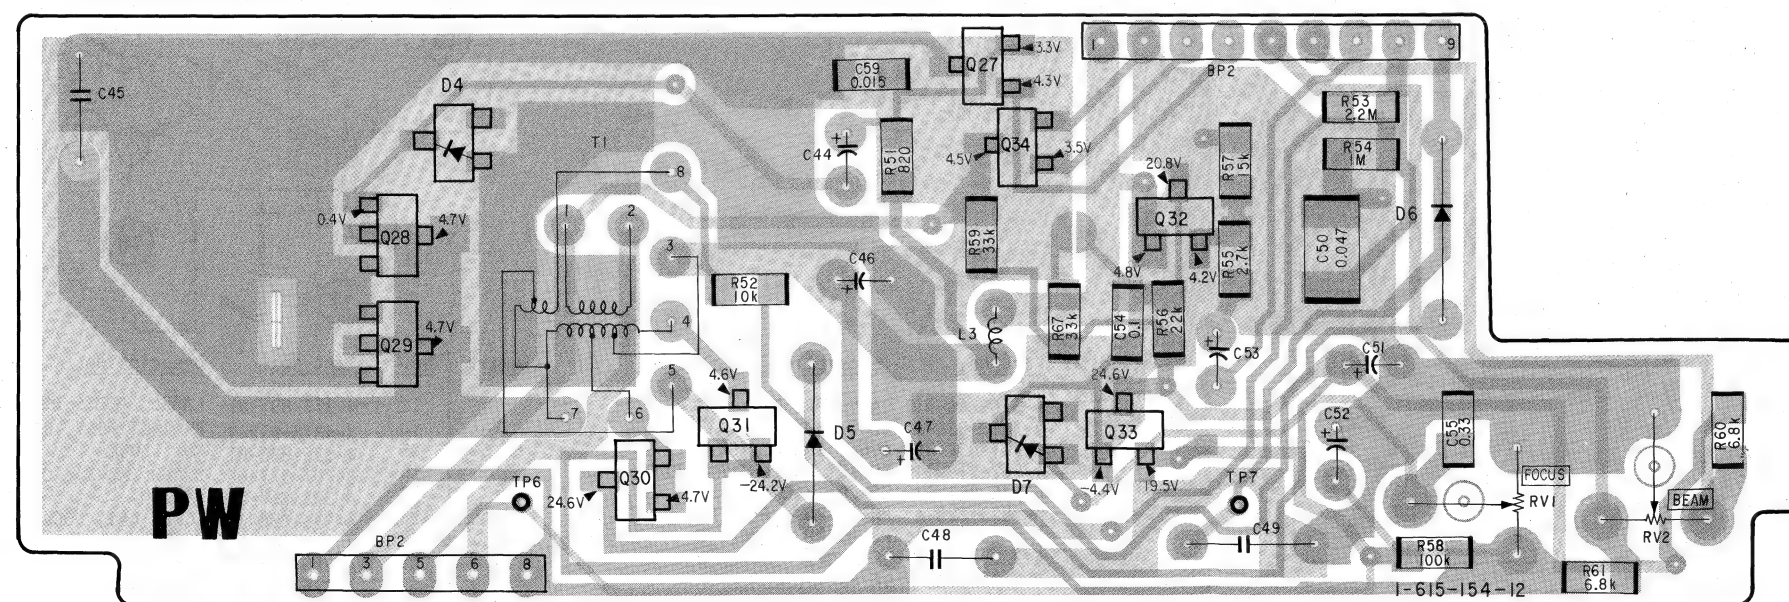 C45
D4
T1
0.4V
4.7V
Q28
4.7V
Q29
PW
BP2
1 3 5 6 8
TP6
24.6V
Q30
4.7V
1 2 3 4 5 6 7 8
4.6V
Q31
-24.2V
R52
10k
D5
C44
C59
0.015
R51
820
Q27
3.3V
4.3V
Q34
4.5V
3.5V
C46
C47
C48
R59
33k
L3
R67
33k
C54
0.1
R56
22k
20.8V
Q32
4.8V
4.2V
R57
15k
R55
2.7k
1 9
BP2
R53
2.2M
R54
1M
C50
0.047
D6
C53
C51
24.6V
Q33
-4.4V
19.5V
D7
TP7
C49
C52
C55
0.33
R60
6.8k
FOCUS
RV1
BEAM
RV2
R58
100k
R61
6.8k
1-615-154-12